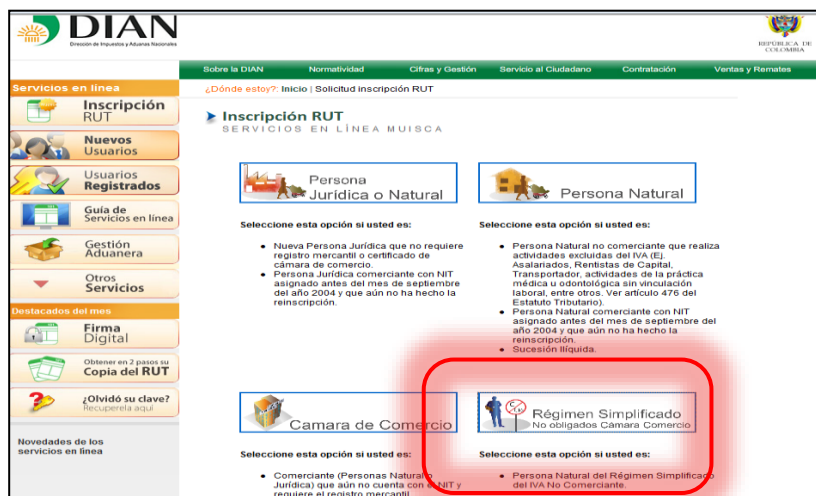 DIAN
Dirección de Impuestos y Aduanas Nacionales
REPÚBLICA DE
COLOMBIA
Sobre la DIAN Normatividad Cifras y Gestión Servicio al Ciudadano Contratación Ventas y Remates
¿Dónde estoy?: Inicio | Solicitud inscripción RUT
Servicios en línea
Inscripción
RUT
Nuevos
Usuarios
Usuarios
Registrados
Guía de
Servicios en línea
Gestión
Aduanera
Otros
Servicios
Destacados del mes
Firma
Digital
Obtener en 2 pasos su
Copia del RUT
¿Olvidó su clave?
Recuperela aquí
Novedades de los
servicios en línea
Inscripción RUT
SERVICIOS EN LÍNEA MUISCA
Persona
Jurídica o Natural
Seleccione esta opción si usted es:
Nueva Persona Jurídica que no requiere
registro mercantil o certificado de
cámara de comercio.
Persona Jurídica comerciante con NIT
asignado antes del mes de septiembre
del año 2004 y que aún no ha hecho la
reinscripción.
Persona Natural
Seleccione esta opción si usted es:
Persona Natural no comerciante que realiza
actividades excluidas del IVA (Ej.
Asalariados, Rentistas de Capital,
Transportador, actividades de la práctica
médica u odontológica sin vinculación
laboral, entre otros. Ver artículo 476 del
Estatuto Tributario).
Persona Natural comerciante con NIT
asignado antes del mes de septiembre del
año 2004 y que aún no ha hecho la
reinscripción.
Sucesión Ilíquida.
Camara de Comercio
Seleccione esta opción si usted es:
Comerciante (Personas Natural o
Jurídica) que aún no cuenta con el NIT y
requiere el registro mercantil
Régimen Simplificado
No obligados Cámara Comercio
Seleccione esta opción si usted es:
Persona Natural del Régimen Simplificado
del IVA No Comerciante.